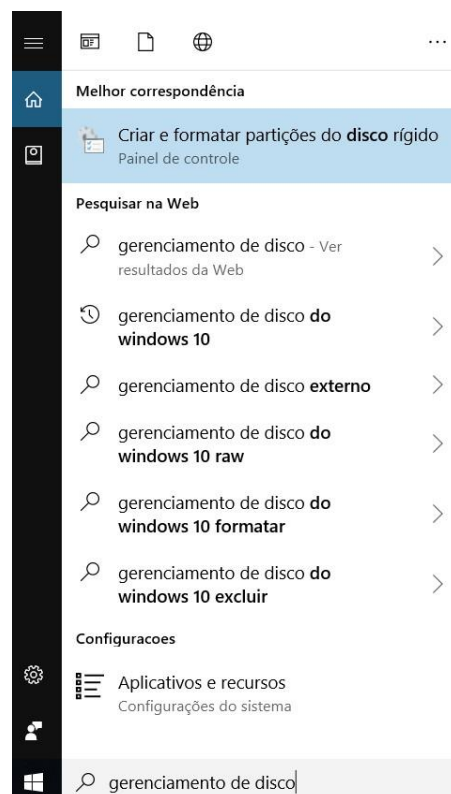 Melhor correspondência
Criar e formatar partições do disco rígido
Painel de controle
Pesquisar na Web
gerenciamento de disco - Ver
resultados da Web
gerenciamento de disco do
windows 10
gerenciamento de disco externo
gerenciamento de disco do
windows 10 raw
gerenciamento de disco do
windows 10 formatar
gerenciamento de disco do
windows 10 excluir
Configuracoes
Aplicativos e recursos
Configurações do sistema
gerenciamento de disco